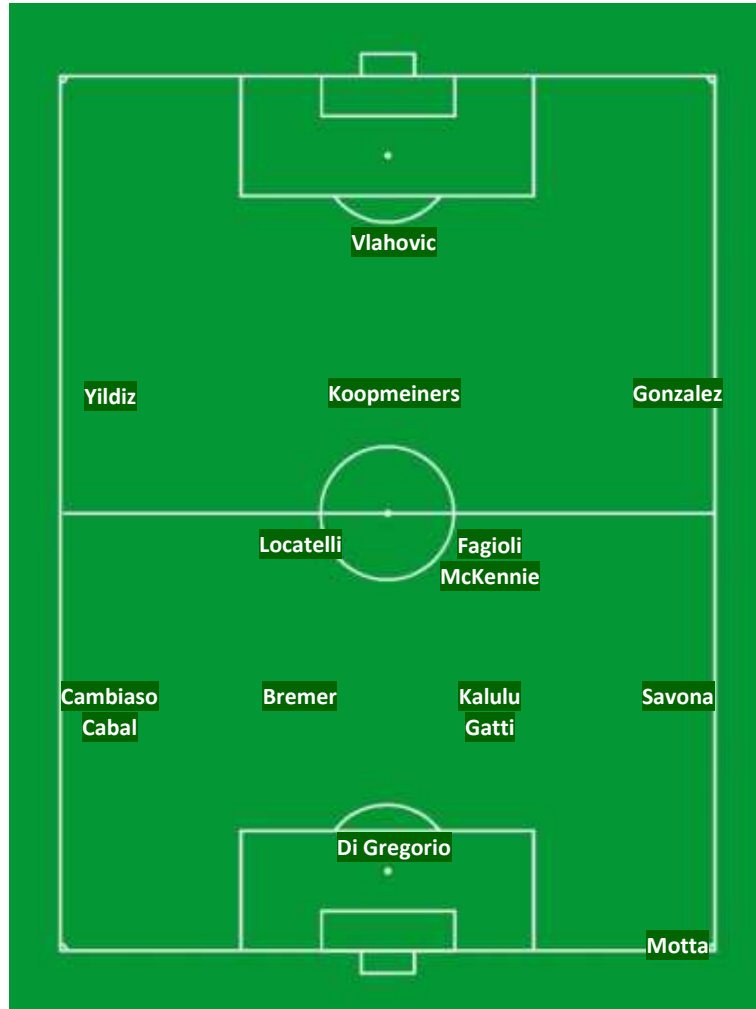 Vlahovic
Yildiz Koopmeiners Gonzalez
Locatelli Fagioli
McKennie
Cambiaso Bremer Kalulu Savona
Cabal Gatti
Di Gregorio
Motta